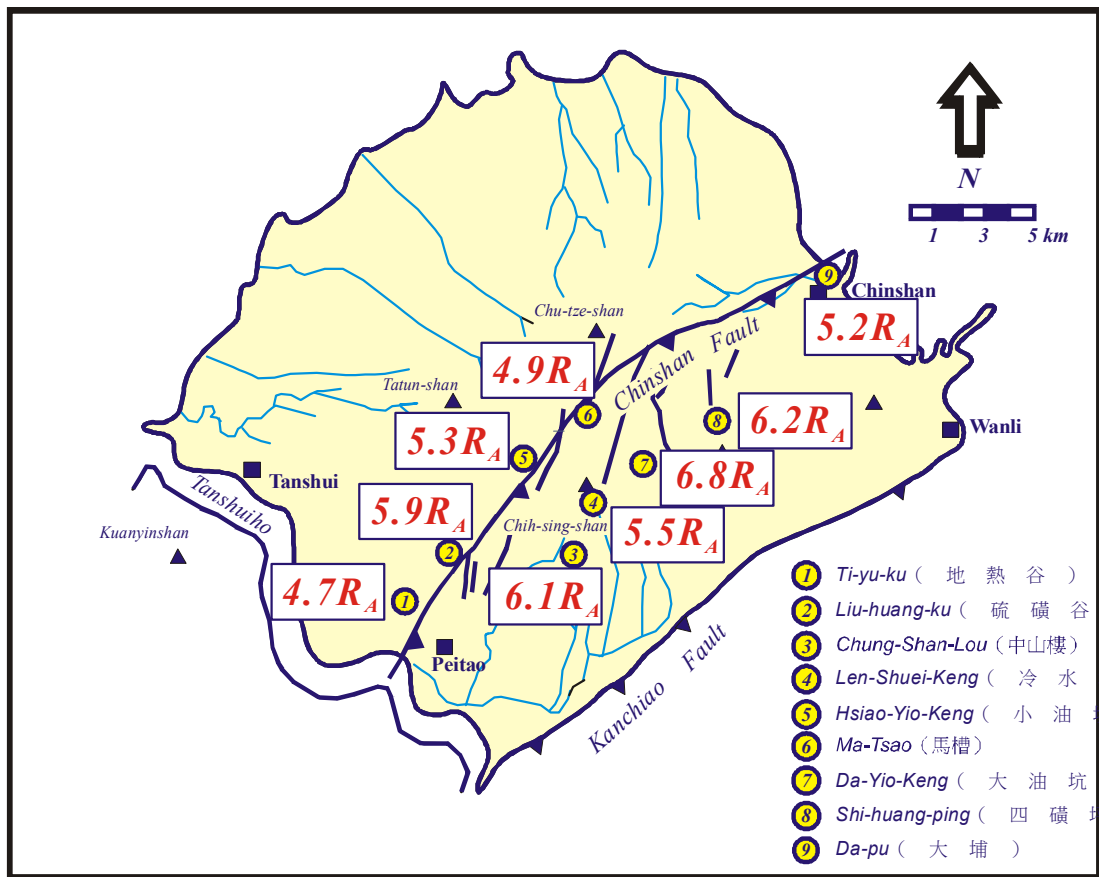 N
1 3 5 km
Chu-tze-shan
Chinshan
5.2RA
4.9RA
Chinshan Fault
Tatun-shan
6
5.3RA
8
6.2RA
Wanli
5
7
6.8RA
Tanshui
Tanshuiho
5.9RA
4
5.5RA
Chih-sing-shan
Kuanyinshan
2
3
4.7RA
1
6.1RA
Peitao
Kanchiao Fault
9
1 Ti-yu-ku ( 地 熱 谷 )
2 Liu-huang-ku ( 硫 磺 谷
3 Chung-Shan-Lou (中山樓)
4 Len-Shuei-Keng ( 冷 水
5 Hsiao-Yio-Keng ( 小 油
6 Ma-Tsao (馬槽)
7 Da-Yio-Keng ( 大 油 坑
8 Shi-huang-ping ( 四 磺
9 Da-pu ( 大 埔 )